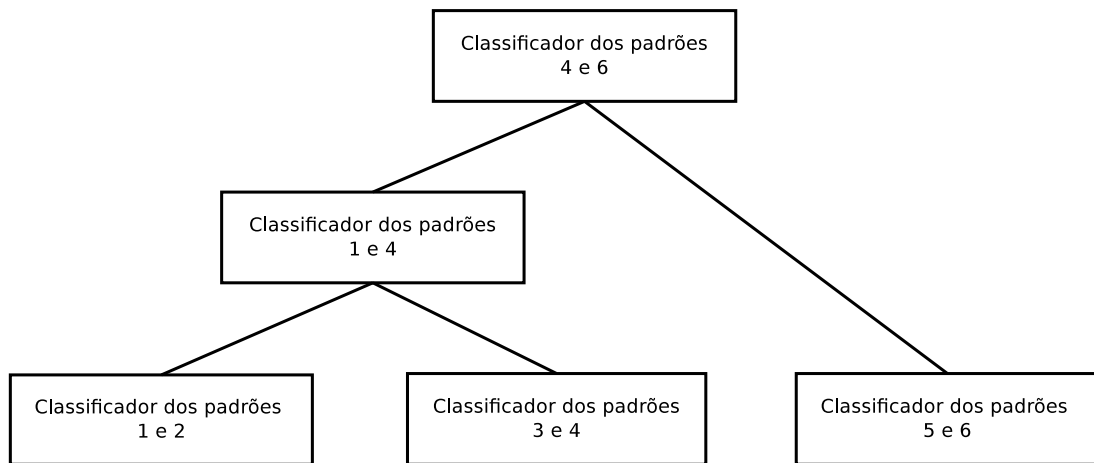 Classificador dos padrões
4 e 6
Classificador dos padrões
1 e 4
Classificador dos padrões
1 e 2
Classificador dos padrões
3 e 4
Classificador dos padrões
5 e 6